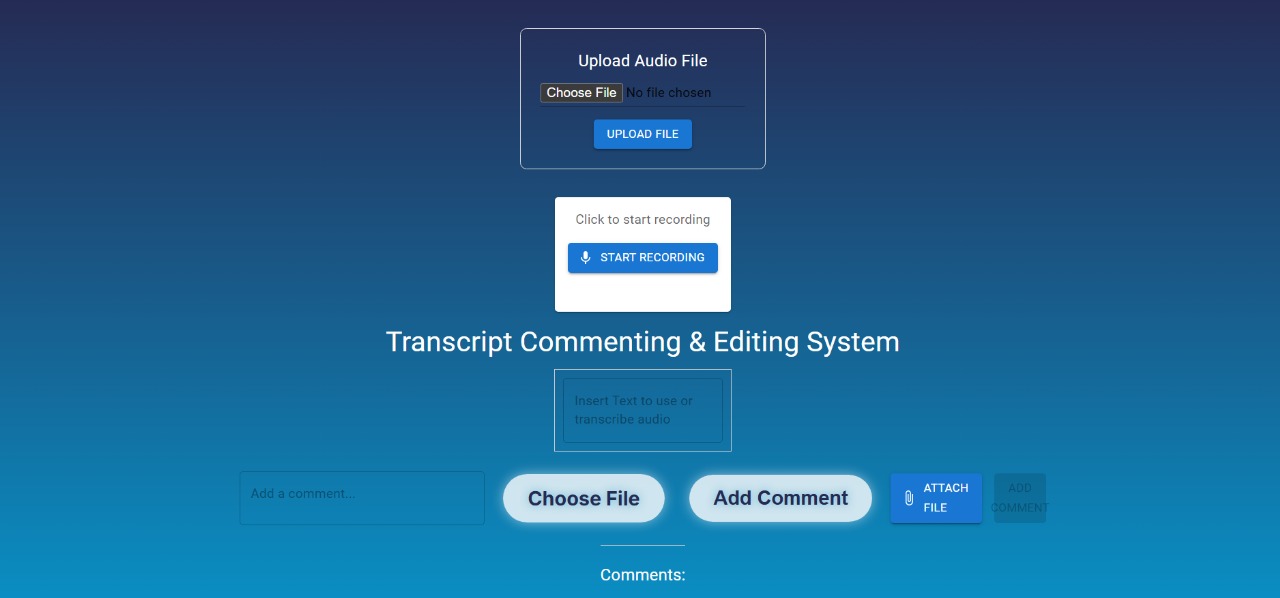 Upload Audio File
Choose File No file chosen
UPLOAD FILE
Click to start recording
START RECORDING
Transcript Commenting & Editing System
Insert Text to use or
transcribe audio
Add a comment...
Choose File
Add Comment
ATTACH
FILE
ADD
COMMENT
Comments: